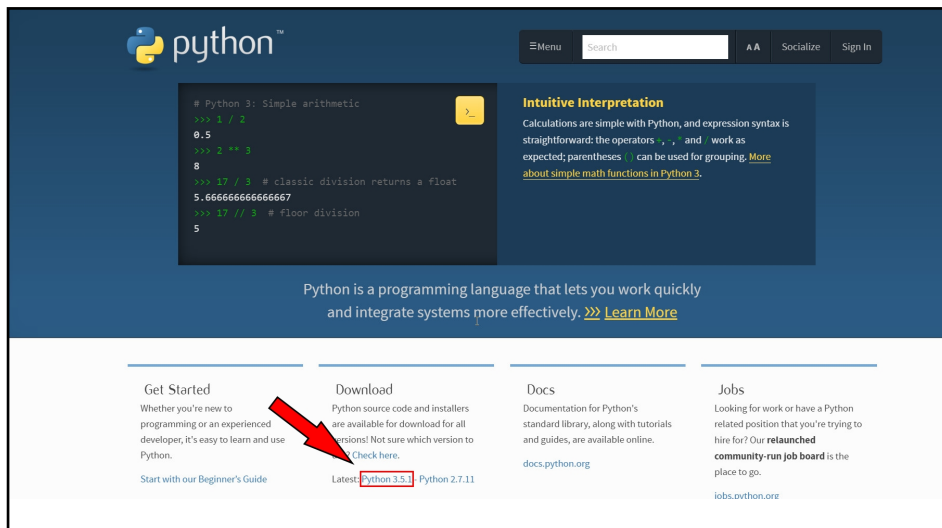 python™
≡Menu
Search
A A
Socialize
Sign In
# Python 3: Simple arithmetic
>>> 1 / 2
0.5
>>> 2 ** 3
8
>>> 17 / 3 # classic division returns a float
5.666666666666667
>>> 17 // 3 # floor division
5
>_
Intuitive Interpretation
Calculations are simple with Python, and expression syntax is
straightforward: the operators +, -, * and / work as
expected; parentheses () can be used for grouping. More
about simple math functions in Python 3.
Python is a programming language that lets you work quickly
and integrate systems more effectively. >>> Learn More
Get Started
Whether you're new to
programming or an experienced
developer, it's easy to learn and use
Python.
Start with our Beginner's Guide
Download
Python source code and installers
are available for download for all
versions! Not sure which version to
? Check here.
Latest: Python 3.5.1 - Python 2.7.11
Docs
Documentation for Python's
standard library, along with tutorials
and guides, are available online.
docs.python.org
Jobs
Looking for work or have a Python
related position that you're trying to
hire for? Our relaunched
community-run job board is the
place to go.
jobs.python.org